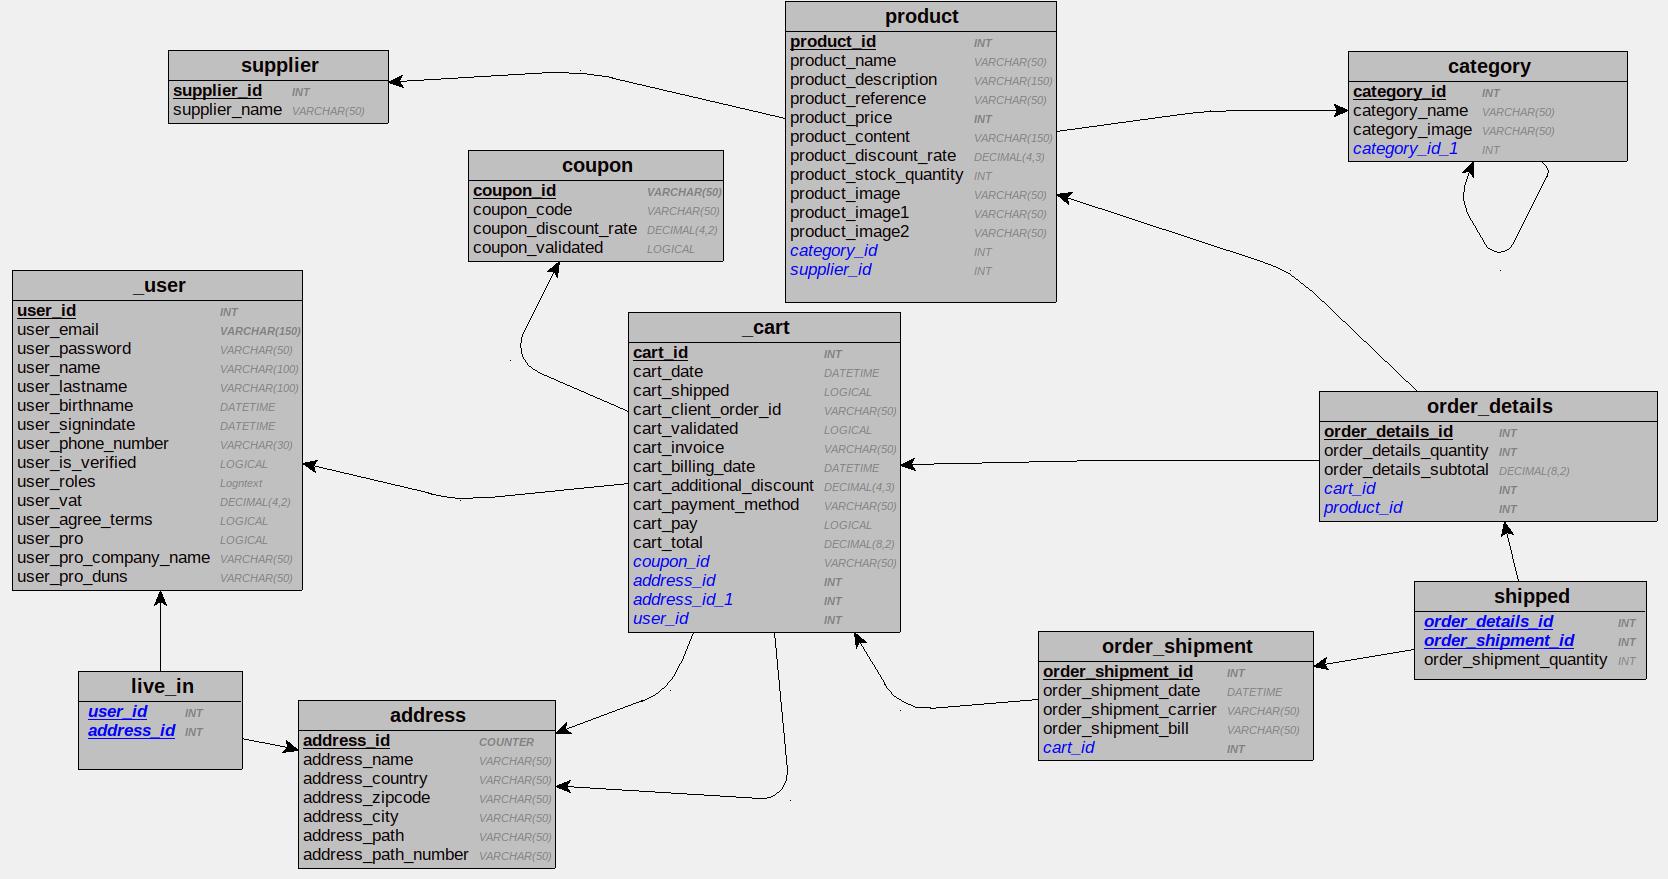 supplier
supplier_id INT
supplier_name VARCHAR(50)
product
product_id INT
product_name VARCHAR(50)
product_description VARCHAR(150)
product_reference VARCHAR(50)
product_price INT
product_content VARCHAR(150)
product_discount_rate DECIMAL(4,3)
product_stock_quantity INT
product_image VARCHAR(50)
product_image1 VARCHAR(50)
product_image2 VARCHAR(50)
category_id INT
supplier_id INT
category
category_id INT
category_name VARCHAR(50)
category_image VARCHAR(50)
category_id_1 INT
coupon
coupon_id VARCHAR(50)
coupon_code VARCHAR(50)
coupon_discount_rate DECIMAL(4,2)
coupon_validated LOGICAL
_user
user_id INT
user_email VARCHAR(150)
user_password VARCHAR(50)
user_name VARCHAR(100)
user_lastname VARCHAR(100)
user_birthname DATETIME
user_signindate DATETIME
user_phone_number VARCHAR(30)
user_is_verified LOGICAL
user_roles Logntext
user_vat DECIMAL(4,2)
user_agree_terms LOGICAL
user_pro LOGICAL
user_pro_company_name VARCHAR(50)
user_pro_duns VARCHAR(50)
_cart
cart_id INT
cart_date DATETIME
cart_shipped LOGICAL
cart_client_order_id VARCHAR(50)
cart_validated LOGICAL
cart_invoice VARCHAR(50)
cart_billing_date DATETIME
cart_additional_discount DECIMAL(4,3)
cart_payment_method VARCHAR(50)
cart_pay LOGICAL
cart_total DECIMAL(8,2)
coupon_id VARCHAR(50)
address_id INT
address_id_1 INT
user_id INT
order_details
order_details_id INT
order_details_quantity INT
order_details_subtotal DECIMAL(8,2)
cart_id INT
product_id INT
shipped
order_details_id INT
order_shipment_id INT
order_shipment_quantity INT
order_shipment
order_shipment_id INT
order_shipment_date DATETIME
order_shipment_carrier VARCHAR(50)
order_shipment_bill VARCHAR(50)
cart_id INT
live_in
user_id INT
address_id INT
address
address_id COUNTER
address_name VARCHAR(50)
address_country VARCHAR(50)
address_zipcode VARCHAR(50)
address_city VARCHAR(50)
address_path VARCHAR(50)
address_path_number VARCHAR(50)